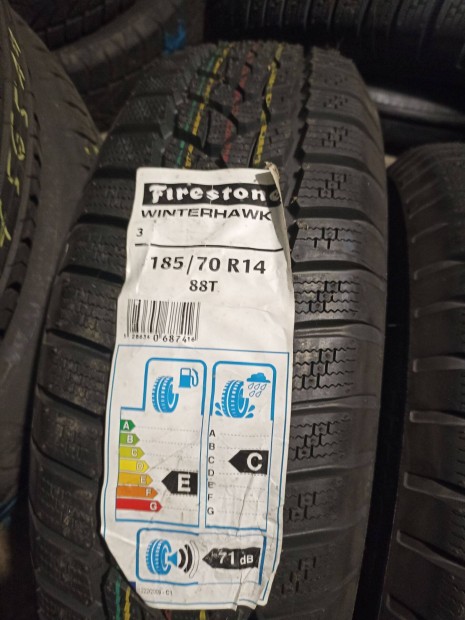 Firestone
WINTERHAWK
3
185/70 R14
88T
A
B
C
D
E
F
G
E
A
B
C
D
E
F
G
C
71 dB